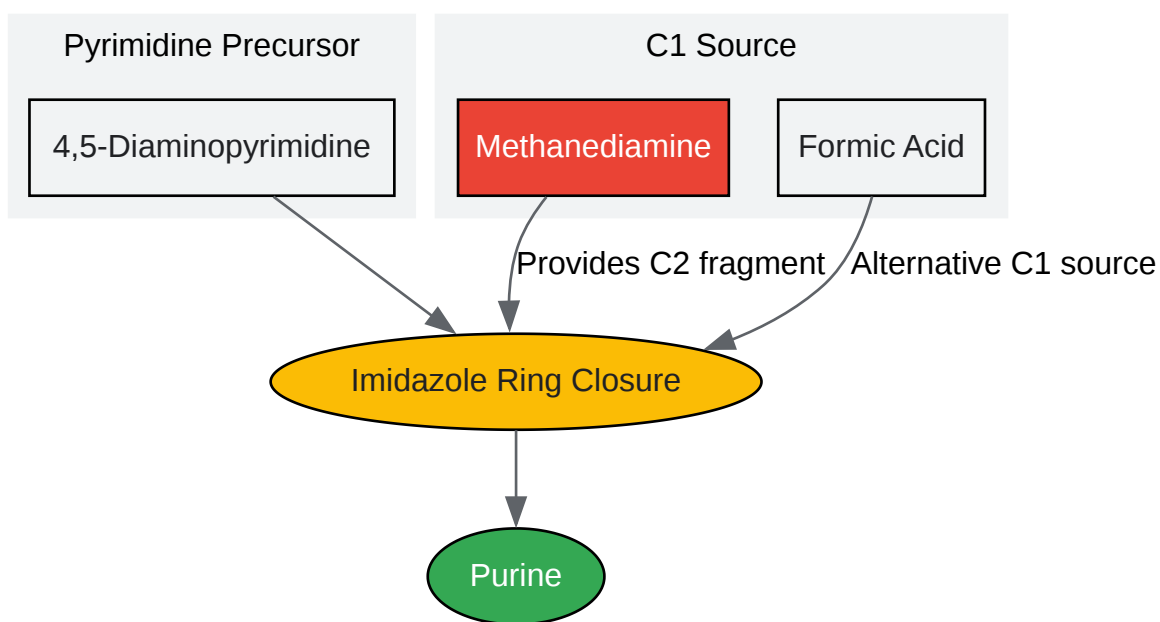 Pyrimidine Precursor
C1 Source
4,5-Diaminopyrimidine
Methanediamine
Formic Acid
Provides C2 fragment
Alternative C1 source
Imidazole Ring Closure
Purine